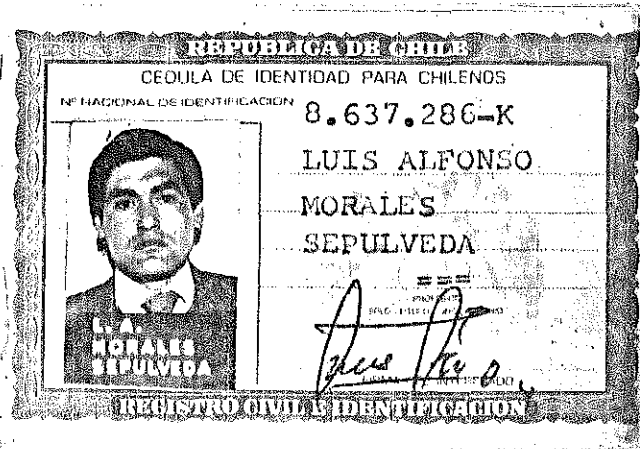 REPUBLICA DE CHILE
CEDULA DE IDENTIDAD PARA CHILENOS
Nº NACIONAL DE IDENTIFICACION
8.637.286-K
LUIS ALFONSO
MORALES
SEPULVEDA
===
L. A.
MORALES
SEPULVEDA
REGISTRO CIVIL E IDENTIFICACION